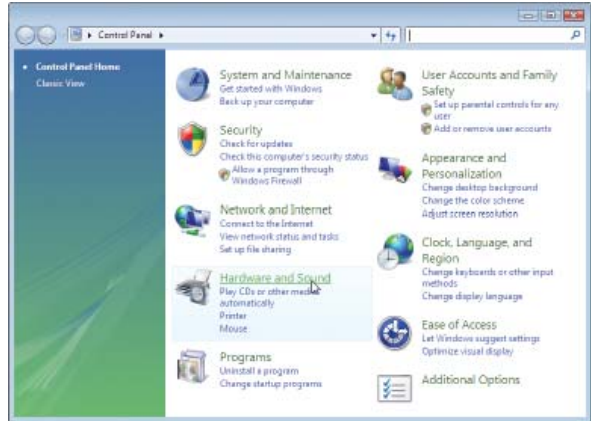 Control Panel
Control Panel Home
Classic View
System and Maintenance
Get started with Windows
Back up your computer
Security
Check for updates
Check this computer's security status
Allow a program through
Windows Firewall
Network and Internet
Connect to the Internet
View network status and tasks
Set up file sharing
Hardware and Sound
Play CDs or other media
automatically
Printer
Mouse
Programs
Uninstall a program
Change startup programs
User Accounts and Family
Safety
Set up parental controls for any
user
Add or remove user accounts
Appearance and
Personalization
Change desktop background
Change the color scheme
Adjust screen resolution
Clock, Language, and
Region
Change keyboards or other input
methods
Change display language
Ease of Access
Let Windows suggest settings
Optimize visual display
Additional Options